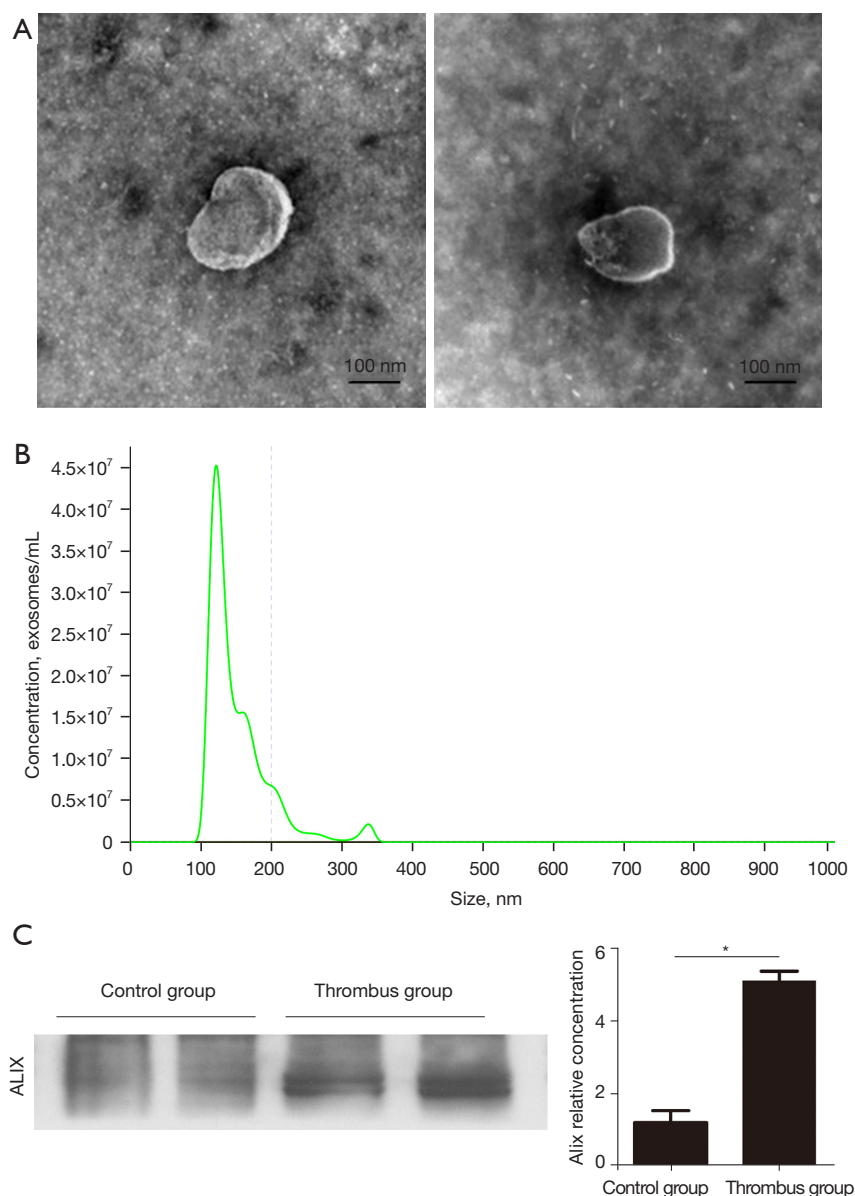 A
100 nm
100 nm
B
Concentration, exosomes/mL
4.5×10⁷
4.0×10⁷
3.5×10⁷
3.0×10⁷
2.5×10⁷
2.0×10⁷
1.5×10⁷
1.0×10⁷
0.5×10⁷
0
0 100 200 300 400 500 600 700 800 900 1000
Size, nm
C
Control group Thrombus group
ALIX
Alix relative concentration
6
4
2
0
*
Control group Thrombus group